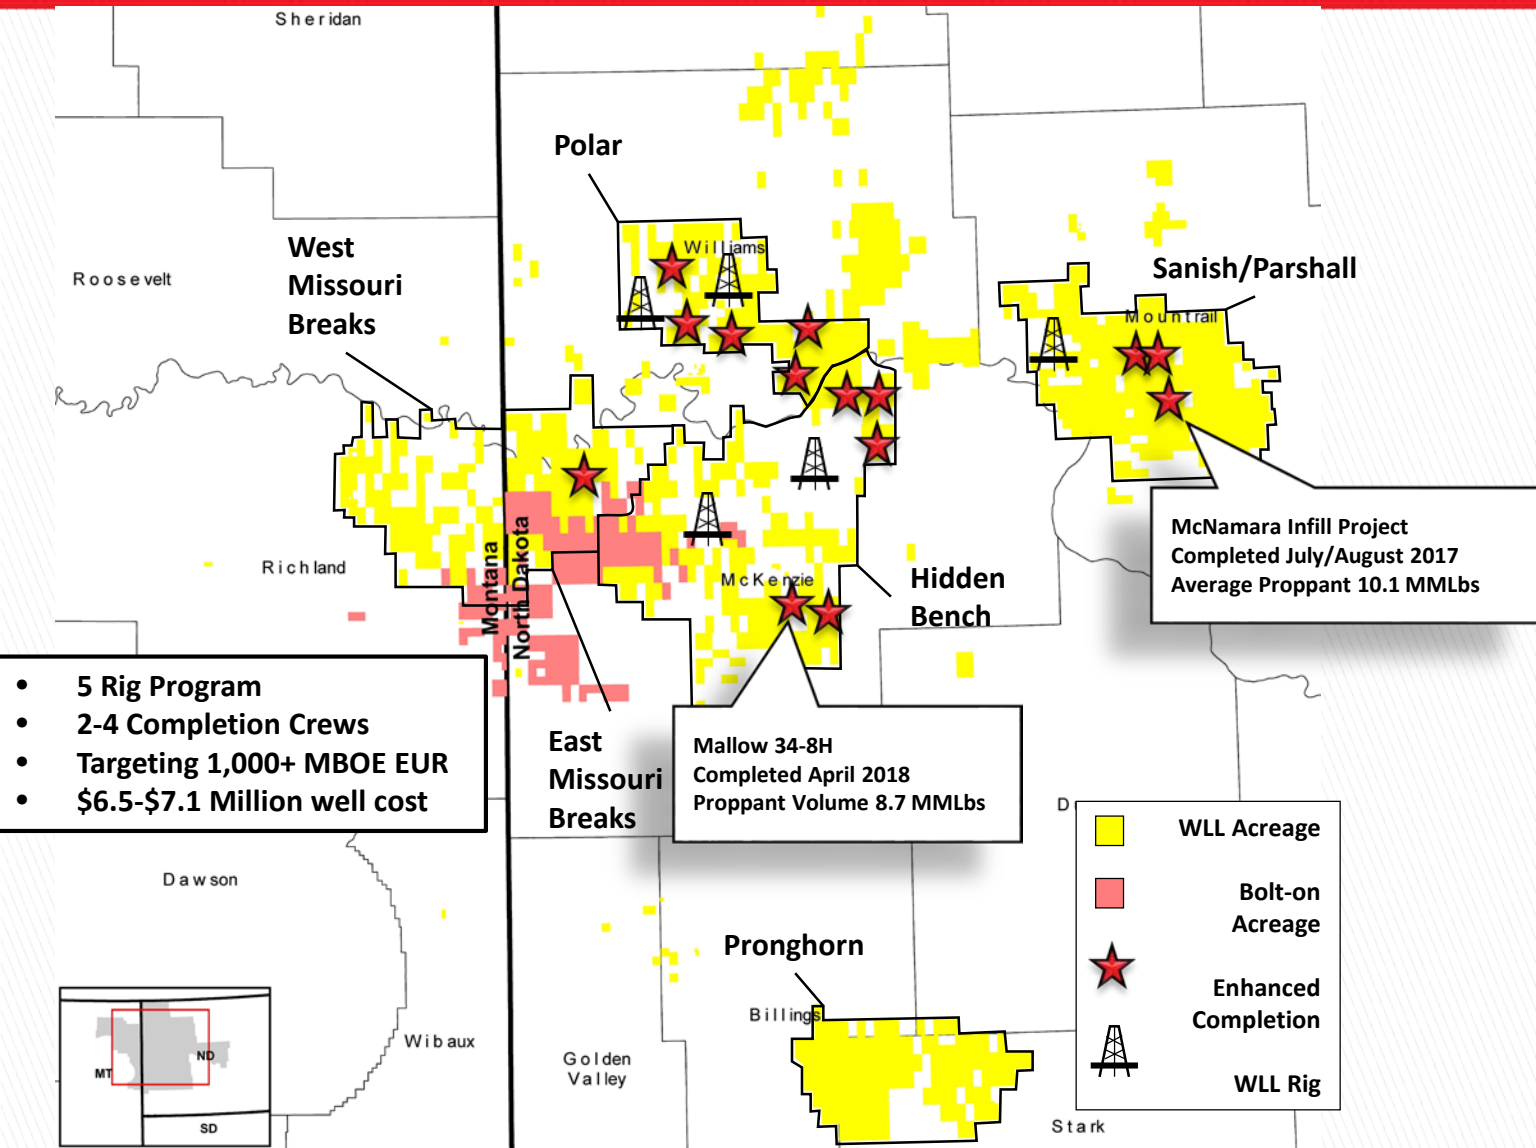 Sheridan
Polar
West
Missouri
Breaks
Williams
Roosevelt
Sanish/Parshall
Mountrail
McNamara Infill Project
Completed July/August 2017
Average Proppant 10.1 MMLbs
Richland
Montana
North Dakota
McKenzie
Hidden
Bench
• 5 Rig Program
• 2-4 Completion Crews
• Targeting 1,000+ MBOE EUR
• $6.5-$7.1 Million well cost
East
Missouri
Breaks
Mallow 34-8H
Completed April 2018
Proppant Volume 8.7 MMLbs
WLL Acreage
Bolt-on
Acreage
Enhanced
Completion
WLL Rig
Dawson
Pronghorn
Billings
Wibaux
Golden
Valley
Stark
MT
ND
SD